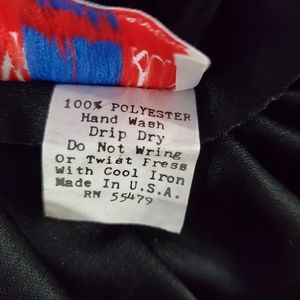 100% POLYESTER
Hand Wash
Drip Dry
Do Not Wring
Or Twist Press
With Cool Iron
Made In U.S.A.
RN 55479